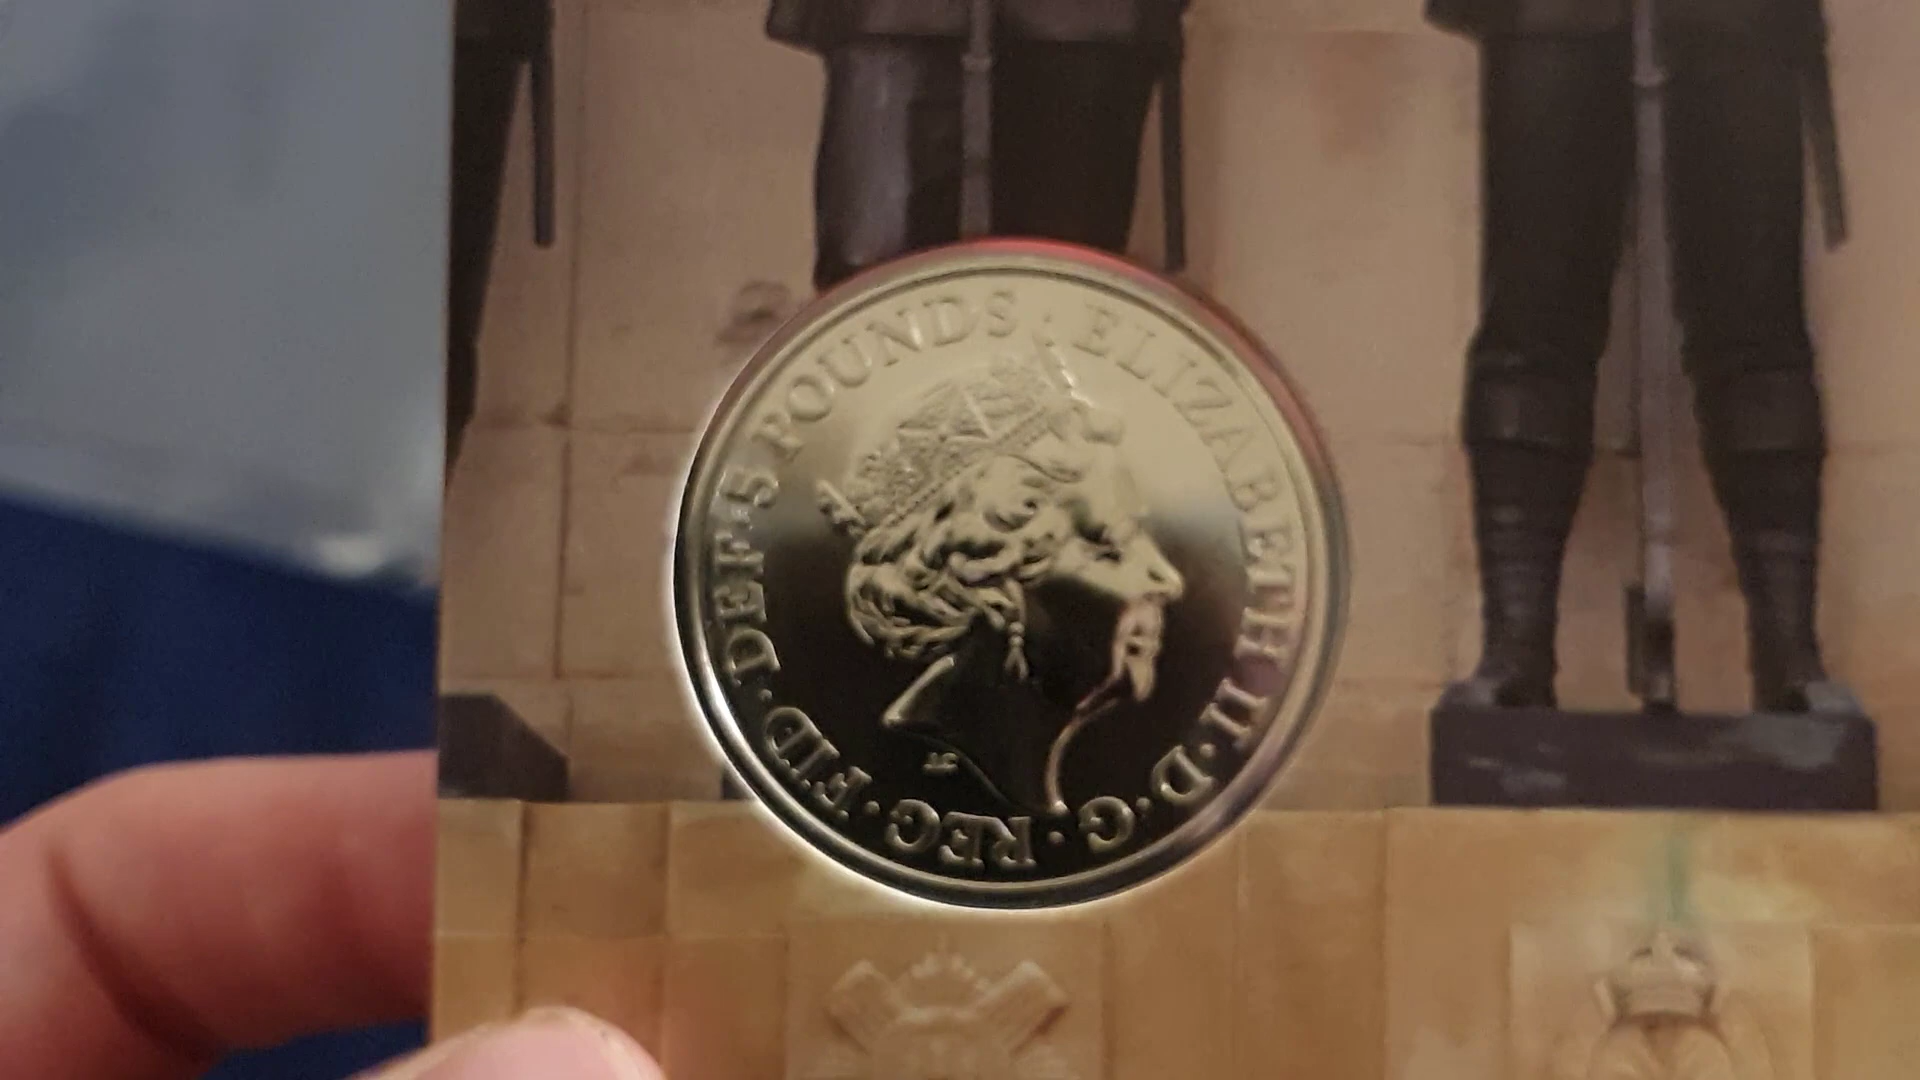 ELIZABETH II · D · G · REG · FID · DEF · 5 POUNDS ·